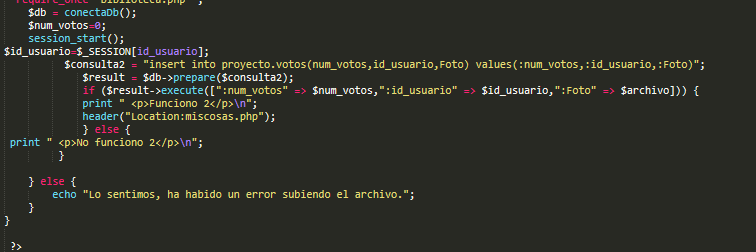 require_once "biblioteca.php";
$db = conectaDb();
$num_votos=0;
session_start();
$id_usuario=$_SESSION[id_usuario];
$consulta2 = "insert into proyecto.votos(num_votos,id_usuario,Foto) values(:num_votos,:id_usuario,:Foto)";
$result = $db->prepare($consulta2);
if ($result->execute([":num_votos" => $num_votos,":id_usuario" => $id_usuario,":Foto" => $archivo])) {
print " <p>Funciono 2</p>\n";
header("Location:miscosas.php");
} else {
print " <p>No funciono 2</p>\n";
}
} else {
echo "Lo sentimos, ha habido un error subiendo el archivo.";
}
}
?>